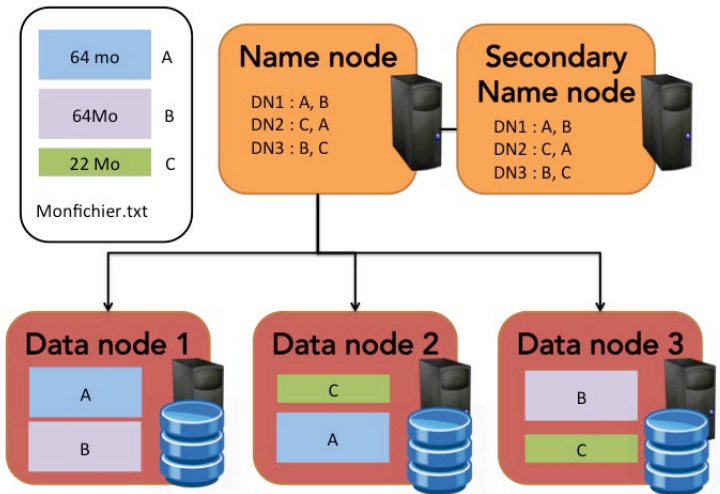 64 mo A
64Mo B
22 Mo C
Monfichier.txt
Name node
DN1 : A, B
DN2 : C, A
DN3 : B, C
Secondary
Name node
DN1 : A, B
DN2 : C, A
DN3 : B, C
Data node 1
A
B
Data node 2
C
A
Data node 3
B
C